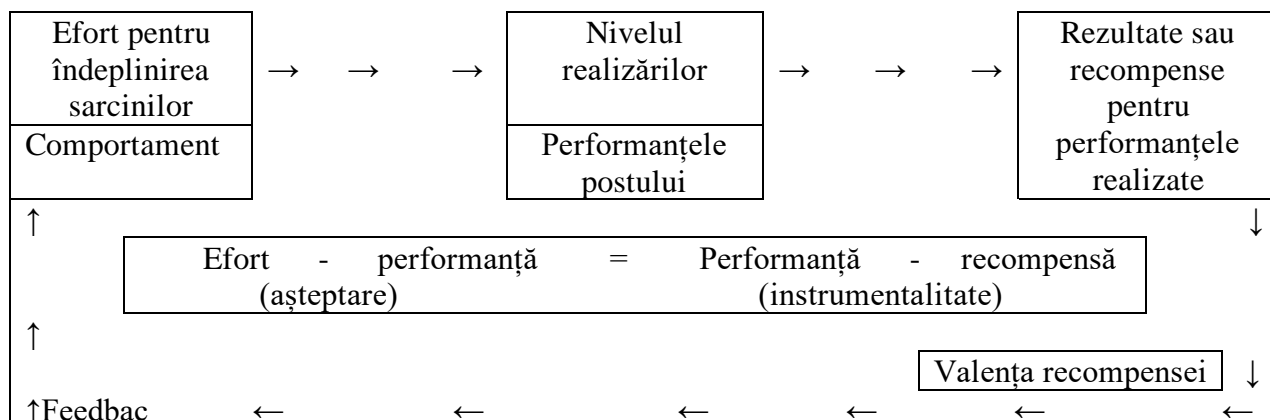 Efort pentru
îndeplinirea
sarcinilor
Comportament
→ → →
Nivelul
realizărilor
Performanțele
postului
→ → →
Rezultate sau
recompense
pentru
performanțele
realizate
↑ ↓
Efort - performanță = Performanță - recompensă
(așteptare) (instrumentalitate)
↑
Valența recompensei ↓
↑Feedbac ← ← ← ← ← ←